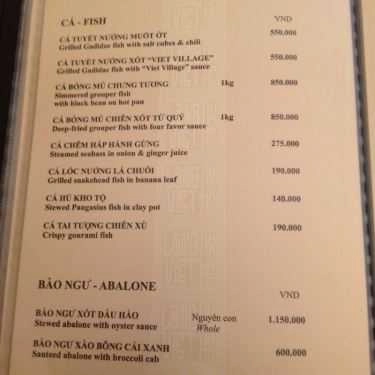 CÁ - FISH VND
CÁ TUYẾT NƯỚNG MUỐT ỚT 550.000
Grilled Gadidae fish with salt cubes & chili
CÁ TUYẾT NƯỚNG XỐT "VIET VILLAGE" 550.000
Grilled Gadidae fish with "Viet Village" sauce
CÁ BỐNG MÚ CHƯNG TƯƠNG 1kg 850.000
Simmered grouper fish
with black bean on hot pan
CÁ BỐNG MÚ CHIÊN XỐT TỨ QUÝ 1kg 850.000
Deep-fried grouper fish with four favor sauce
CÁ CHẼM HẤP HÀNH GỪNG 275.000
Steamed seabass in onion & ginger juice
CÁ LÓC NƯỚNG LÁ CHUỐI 190.000
Grilled snakehead fish in banana leaf
CÁ HÚ KHO TỘ 140.000
Stewed Pangasius fish in clay pot
CÁ TAI TƯỢNG CHIÊN XÙ 190.000
Crispy gourami fish
BÀO NGƯ - ABALONE VND
BÀO NGƯ XỐT DẦU HÀO Nguyên con 1.150.000
Stewed abalone with oyster sauce Whole
BÀO NGƯ XÀO BÔNG CẢI XANH 600.000
Sauteed abalone with broccoli cab